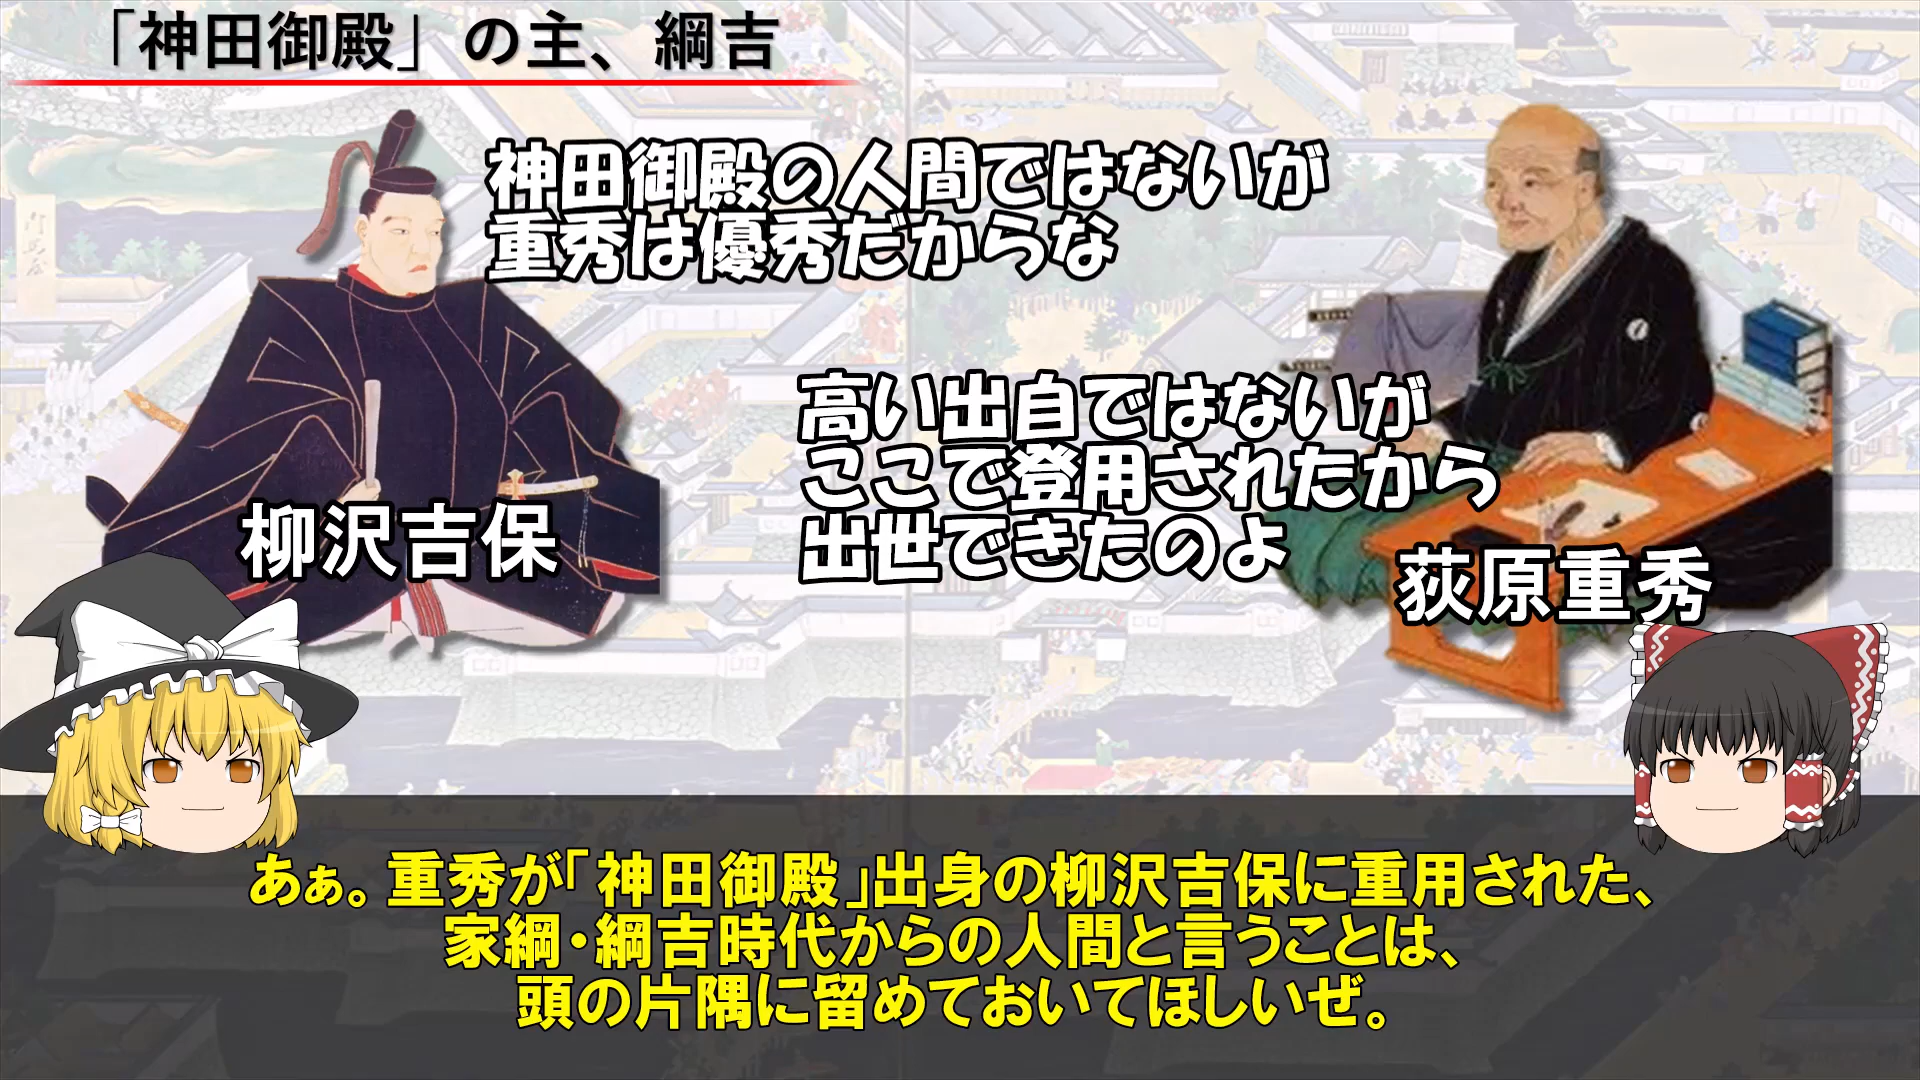 「神田御殿」の主、綱吉
神田御殿の人間ではないが
重秀は優秀だからな
高い出自ではないが
ここで登用されたから
出世できたのよ
柳沢吉保
荻原重秀
あぁ。重秀が「神田御殿」出身の柳沢吉保に重用された、
家綱・綱吉時代からの人間と言うことは、
頭の片隅に留めておいてほしいぜ。